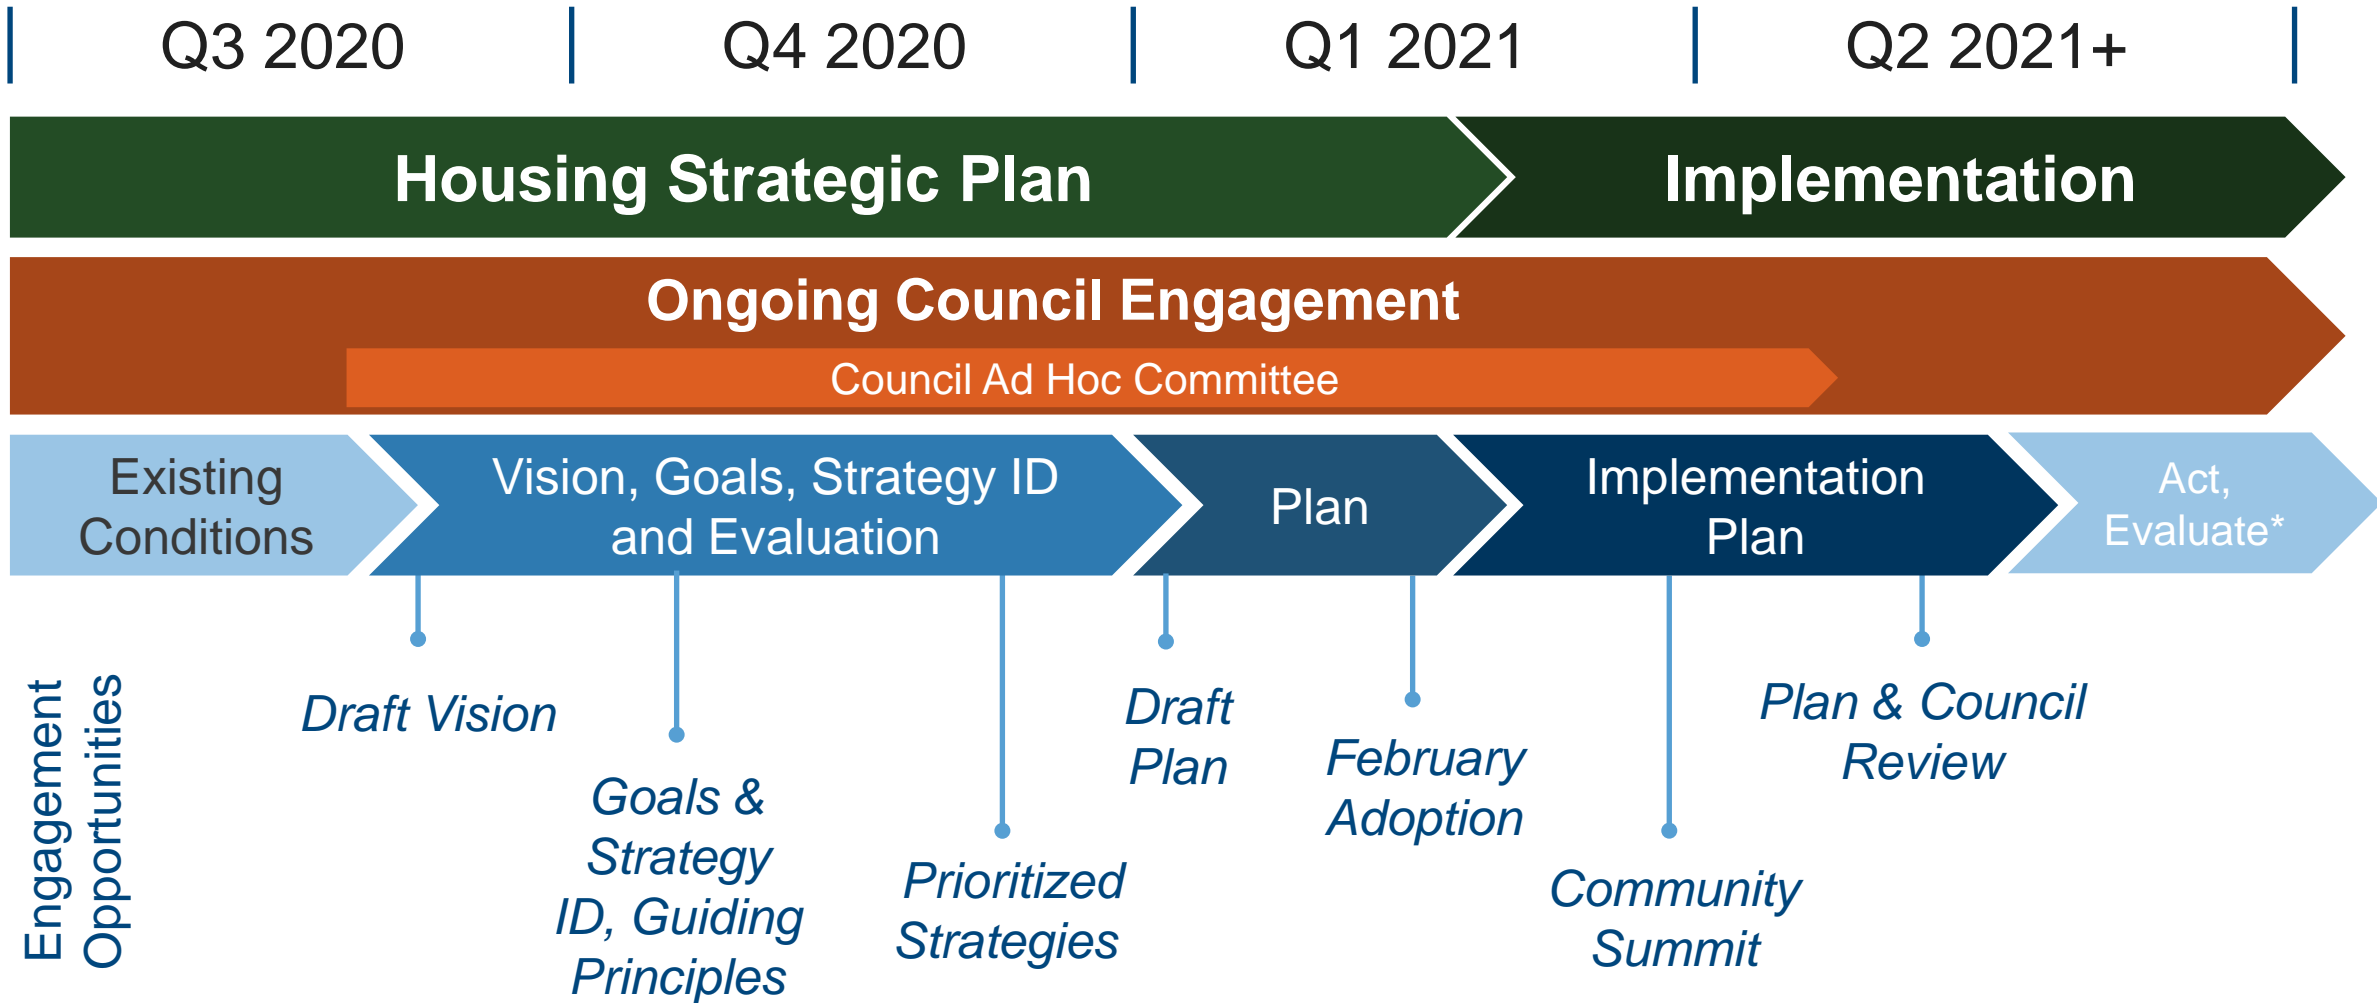 Q3 2020
Q4 2020
Q1 2021
Q2 2021+
Housing Strategic Plan
Implementation
Ongoing Council Engagement
Council Ad Hoc Committee
Existing
Conditions
Vision, Goals, Strategy ID
and Evaluation
Plan
Implementation
Plan
Act,
Evaluate*
Engagement
Opportunities
Draft Vision
Goals &
Strategy
ID, Guiding
Principles
Prioritized
Strategies
Draft
Plan
February
Adoption
Community
Summit
Plan & Council
Review